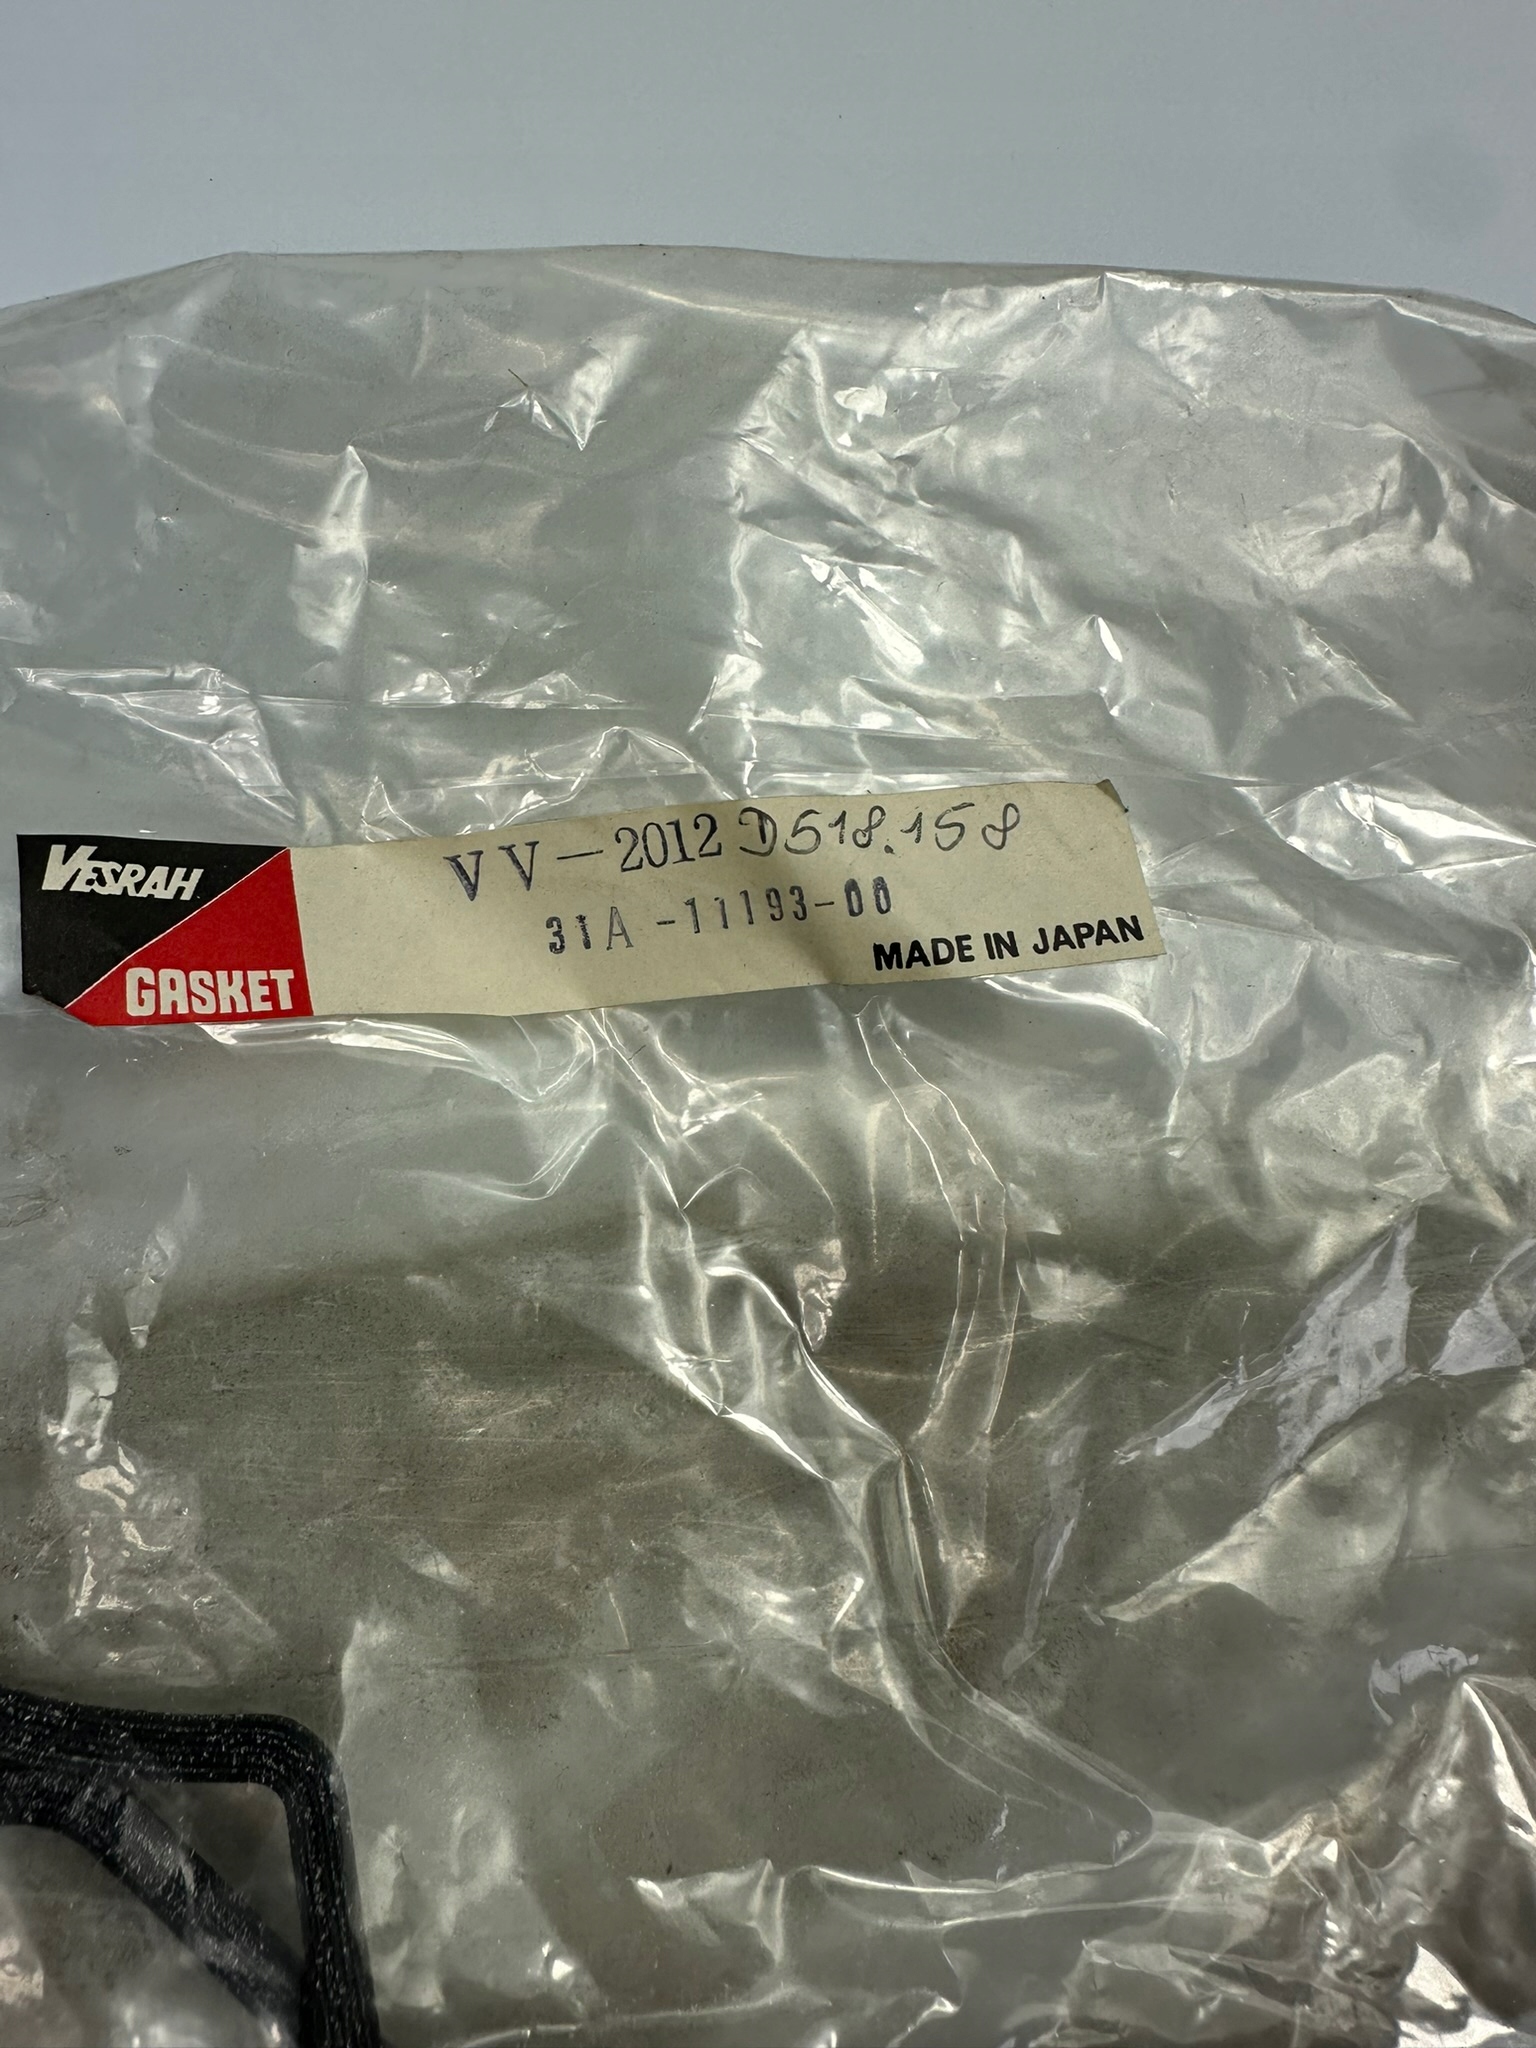 VESRAH
GASKET
VV-2012 D518.158
31A-11193-00
MADE IN JAPAN